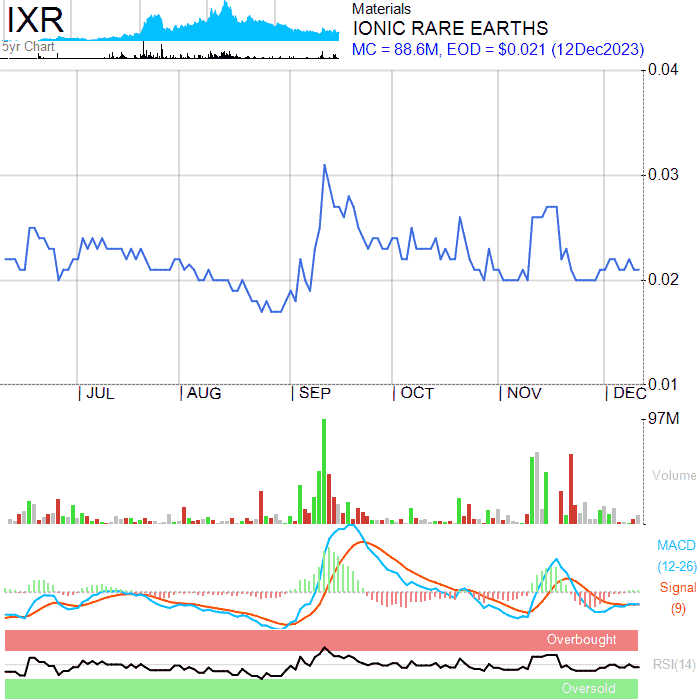 IXR
5yr Chart
Materials
IONIC RARE EARTHS
MC = 88.6M, EOD = $0.021 (12Dec2023)
0.04
0.03
0.02
0.01
JUL AUG SEP OCT NOV DEC
97M
Volume
MACD
(12-26)
Signal
(9)
Overbought
RSI(14)
Oversold